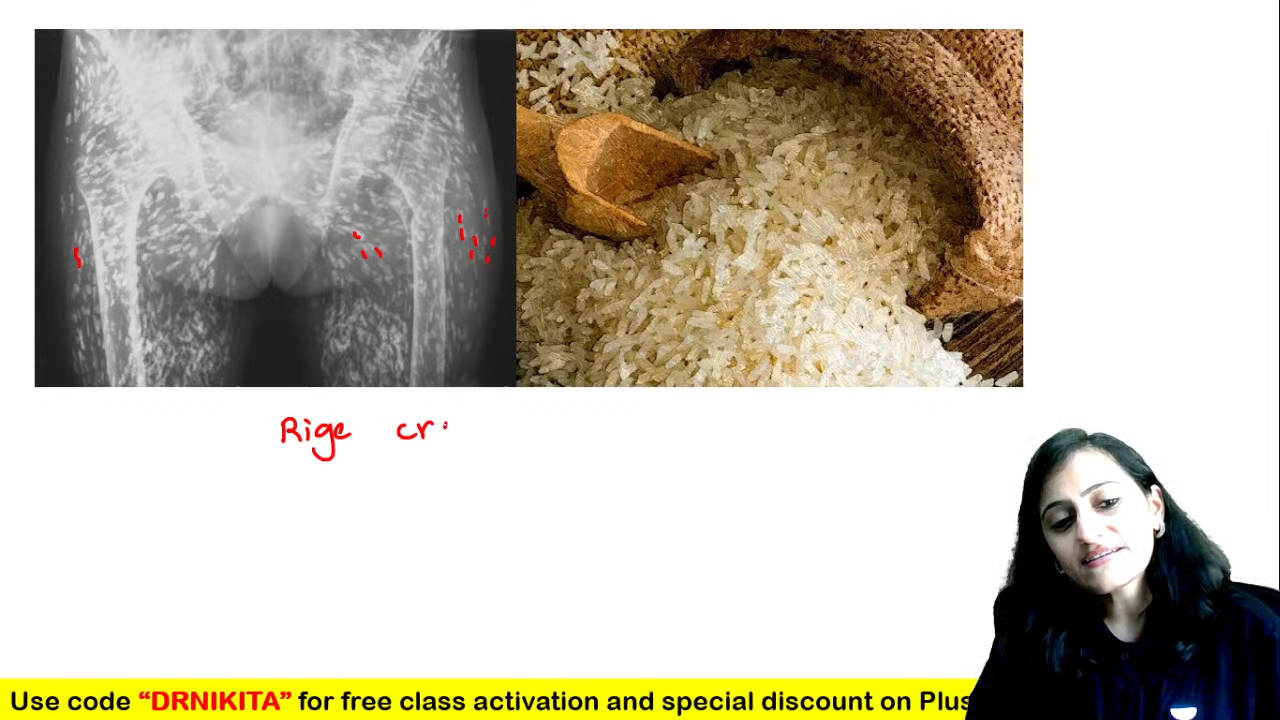 Rige cr
Use code “DRNIKITA” for free class activation and special discount on Plus